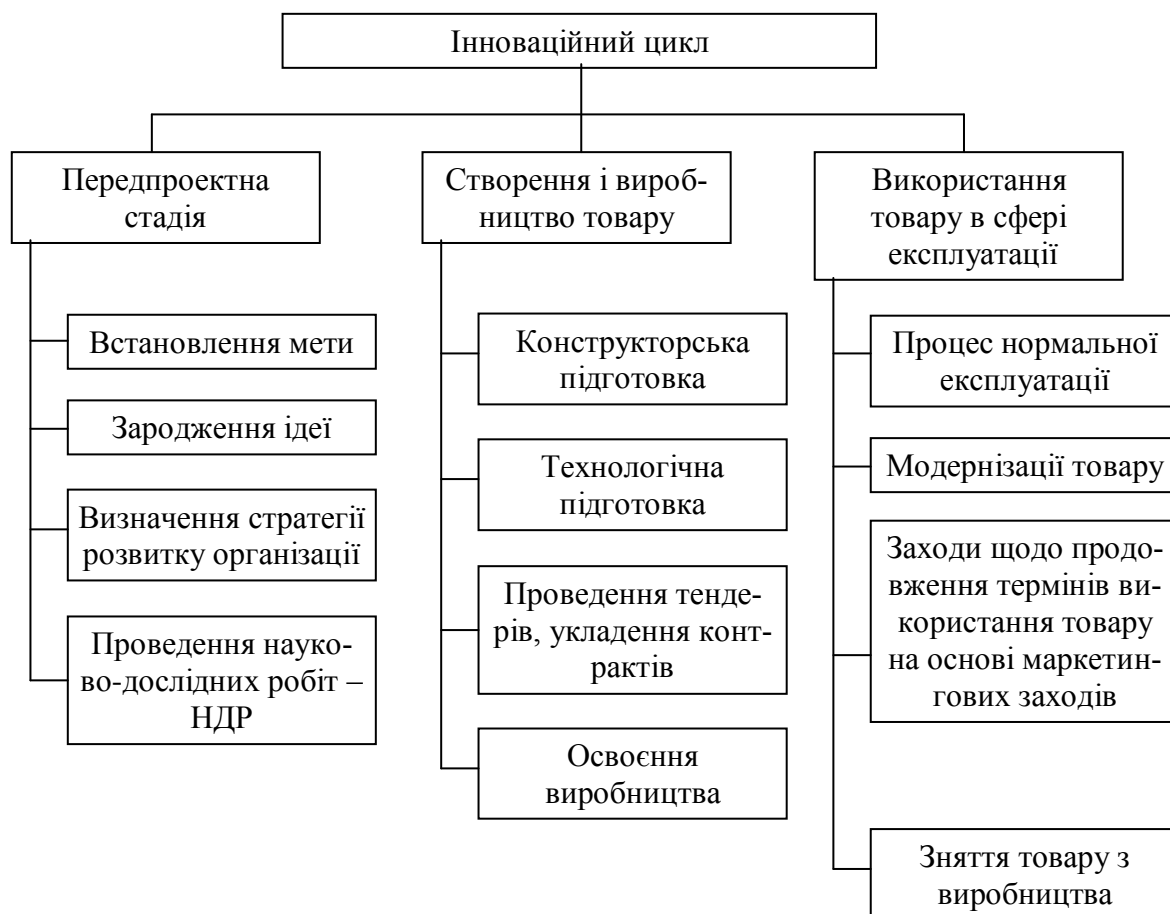 Інноваційний цикл
Передпроектна
стадія
Встановлення мети
Зародження ідеї
Визначення стратегії
розвитку організації
Проведення науко-
во-дослідних робіт –
НДР
Створення і вироб-
ництво товару
Конструкторська
підготовка
Технологічна
підготовка
Проведення тенде-
рів, укладення конт-
рактів
Освоєння
виробництва
Використання
товару в сфері
експлуатації
Процес нормальної
експлуатації
Модернізації товару
Заходи щодо продо-
вження термінів ви-
користання товару
на основі маркетин-
гових заходів
Зняття товару з
виробництва